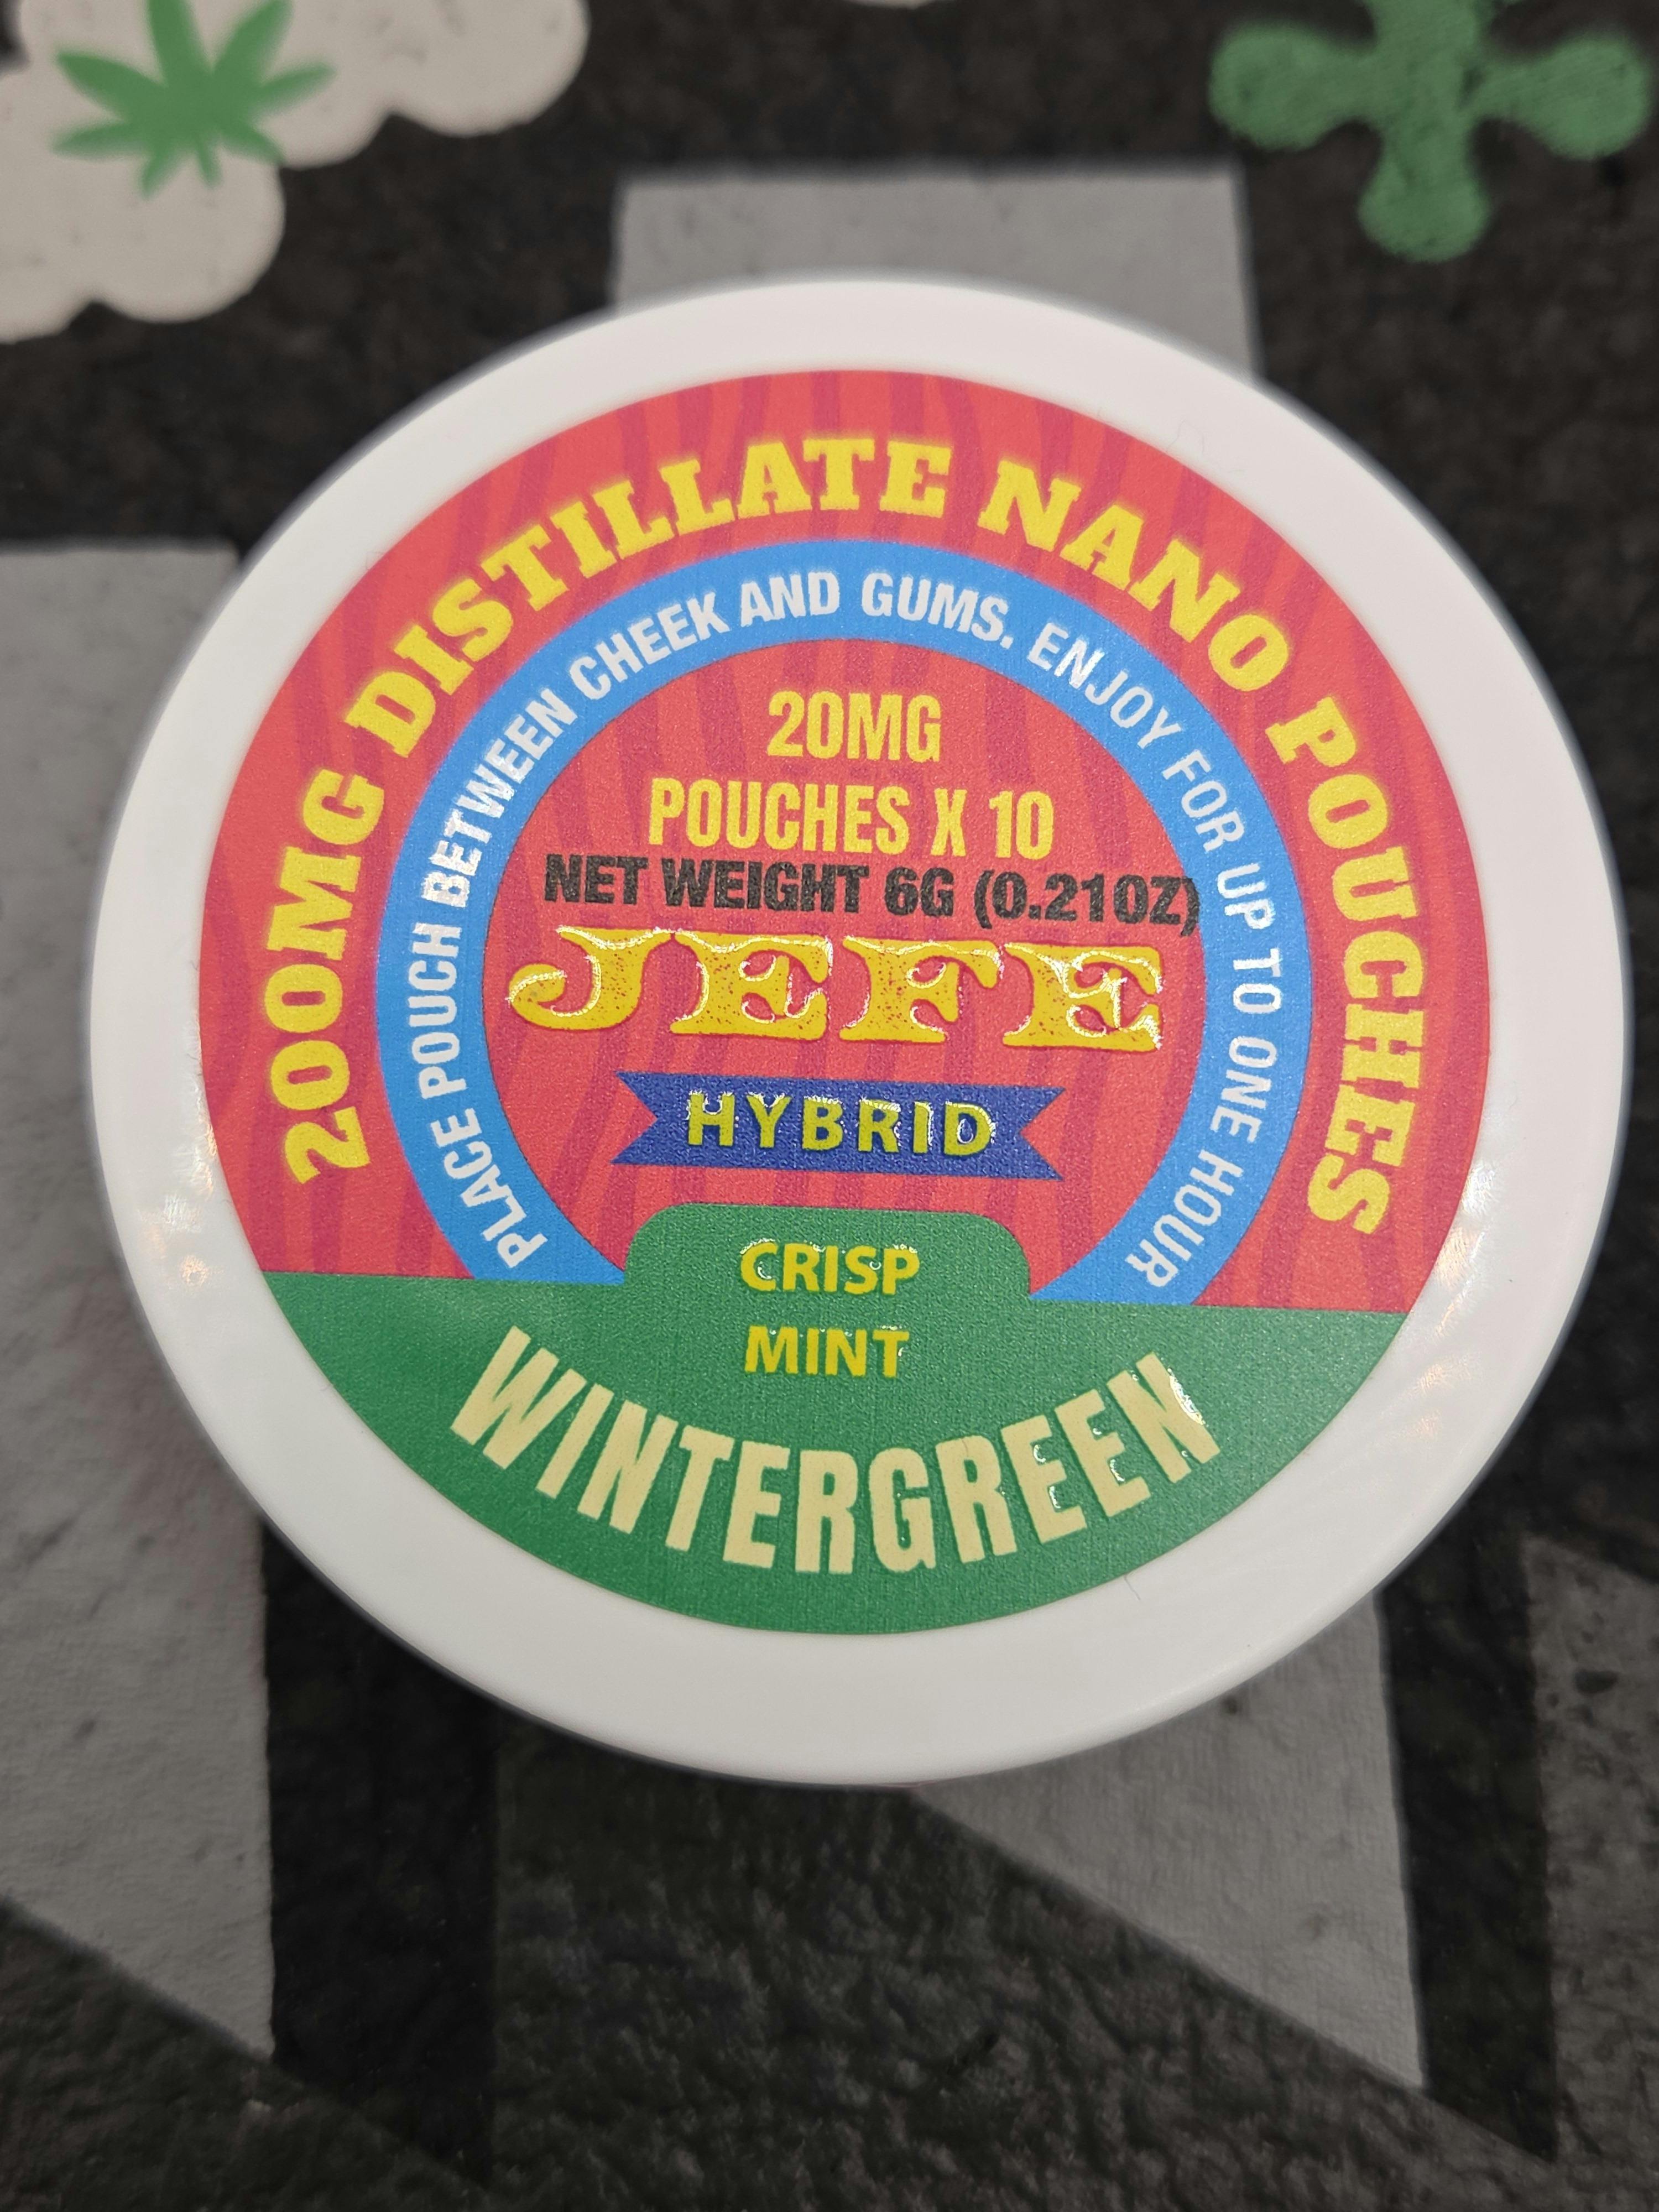 200MG DISTILLATE NANO POUCHES
PLACE POUCH BETWEEN CHEEK AND GUMS. ENJOY FOR UP TO ONE HOUR
20MG
POUCHES X 10
NET WEIGHT 6G (0.21OZ)
JEFE
HYBRID
CRISP
MINT
WINTERGREEN